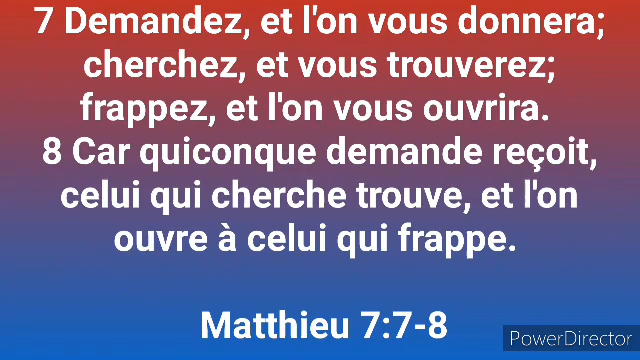 7 Demandez, et l'on vous donnera;
cherchez, et vous trouverez;
frappez, et l'on vous ouvrira.
8 Car quiconque demande reçoit,
celui qui cherche trouve, et l'on
ouvre à celui qui frappe.
Matthieu 7:7-8
PowerDirector